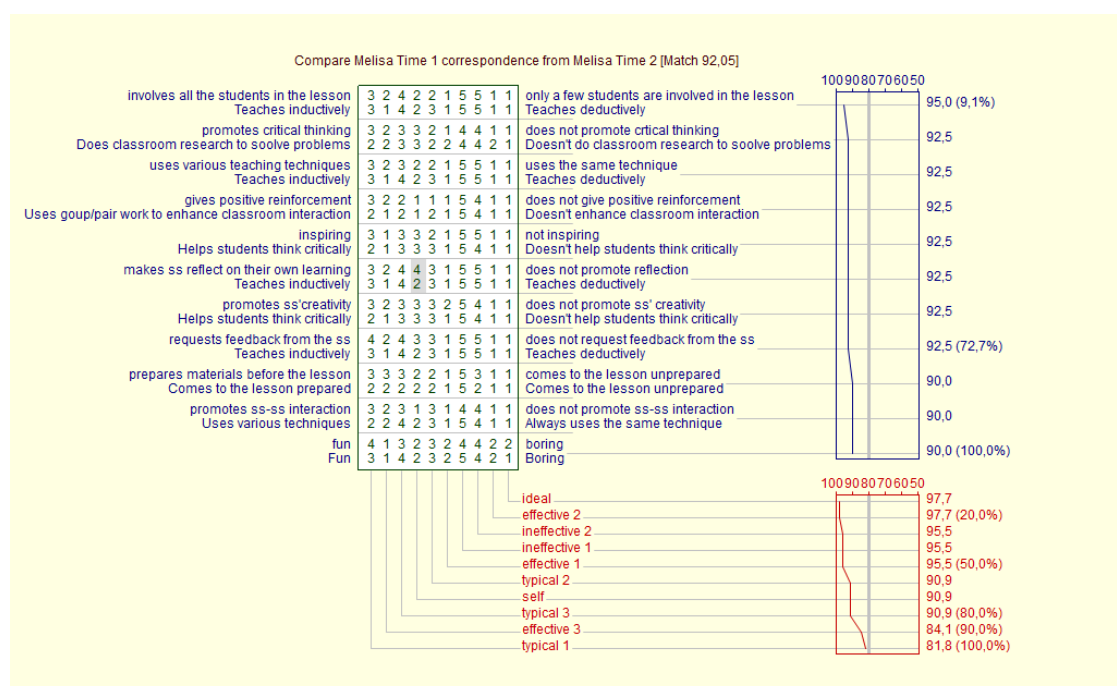 Compare Melisa Time 1 correspondence from Melisa Time 2 [Match 92,05]
100 90 80 70 60 50
involves all the students in the lesson 3 2 4 2 2 1 5 5 1 1 only a few students are involved in the lesson 95,0 (9,1%)
Teaches inductively 3 1 4 2 3 1 5 5 1 1 Teaches deductively
promotes critical thinking 3 2 3 3 2 1 4 4 1 1 does not promote crtical thinking 92,5
Does classroom research to soolve problems 2 2 3 3 2 2 4 4 2 1 Doesn't do classroom research to soolve problems
uses various teaching techniques 3 2 3 2 2 1 5 5 1 1 uses the same technique 92,5
Teaches inductively 3 1 4 2 3 1 5 5 1 1 Teaches deductively
gives positive reinforcement 3 2 2 1 1 1 5 4 1 1 does not give positive reinforcement 92,5
Uses goup/pair work to enhance classroom interaction 2 1 2 1 2 1 5 4 1 1 Doesn't enhance classroom interaction
inspiring 3 1 3 3 2 1 5 4 1 1 not inspiring 92,5
Helps students think critically 2 1 3 3 3 1 5 4 1 1 Doesn't help students think critically
makes ss reflect on their own learning 3 2 4 4 3 1 5 5 1 1 does not promote reflection 92,5
Teaches inductively 3 1 4 2 3 1 5 5 1 1 Teaches deductively
promotes ss'creativity 3 2 3 3 3 2 5 4 1 1 does not promote ss' creativity 92,5
Helps students think critically 2 1 3 3 3 1 5 4 1 1 Doesn't help students think critically
requests feedback from the ss 4 2 4 3 3 1 5 5 1 1 does not request feedback from the ss 92,5 (72,7%)
Teaches inductively 3 1 4 2 3 1 5 5 1 1 Teaches deductively
prepares materials before the lesson 3 3 3 2 2 1 5 3 1 1 comes to the lesson unprepared 90,0
Comes to the lesson prepared 2 2 2 2 2 1 5 2 1 1 Comes to the lesson unprepared
promotes ss-ss interaction 3 2 3 1 3 1 4 4 1 1 does not promote ss-ss interaction 90,0
Uses various techniques 2 2 4 2 3 1 5 4 1 1 Always uses the same technique
fun 4 1 3 2 3 2 4 4 2 2 boring 90,0 (100,0%)
Fun 3 1 4 2 3 2 5 4 2 1 Boring
100 90 80 70 60 50
ideal 97,7
effective 2 97,7 (20,0%)
ineffective 2 95,5
ineffective 1 95,5
effective 1 95,5 (50,0%)
typical 2 90,9
self 90,9
typical 3 90,9 (80,0%)
effective 3 84,1 (90,0%)
typical 1 81,8 (100,0%)